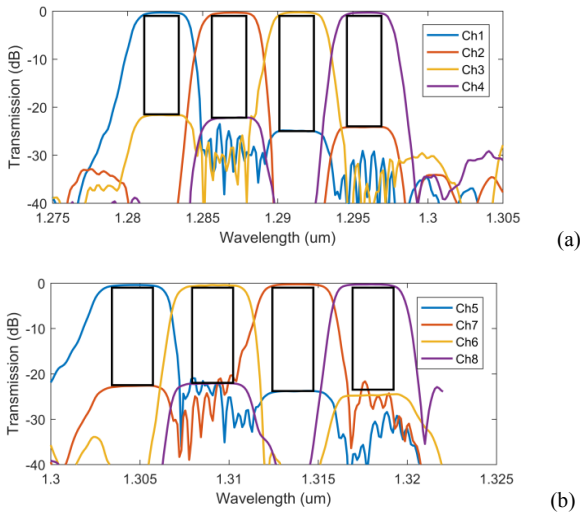 0
-10
-20
-30
-40
Transmission (dB)
Ch1
Ch2
Ch3
Ch4
1.275 1.28 1.285 1.29 1.295 1.3 1.305
Wavelength (um)
(a)
0
-10
-20
-30
-40
Transmission (dB)
Ch5
Ch7
Ch6
Ch8
1.3 1.305 1.31 1.315 1.32 1.325
Wavelength (um)
(b)